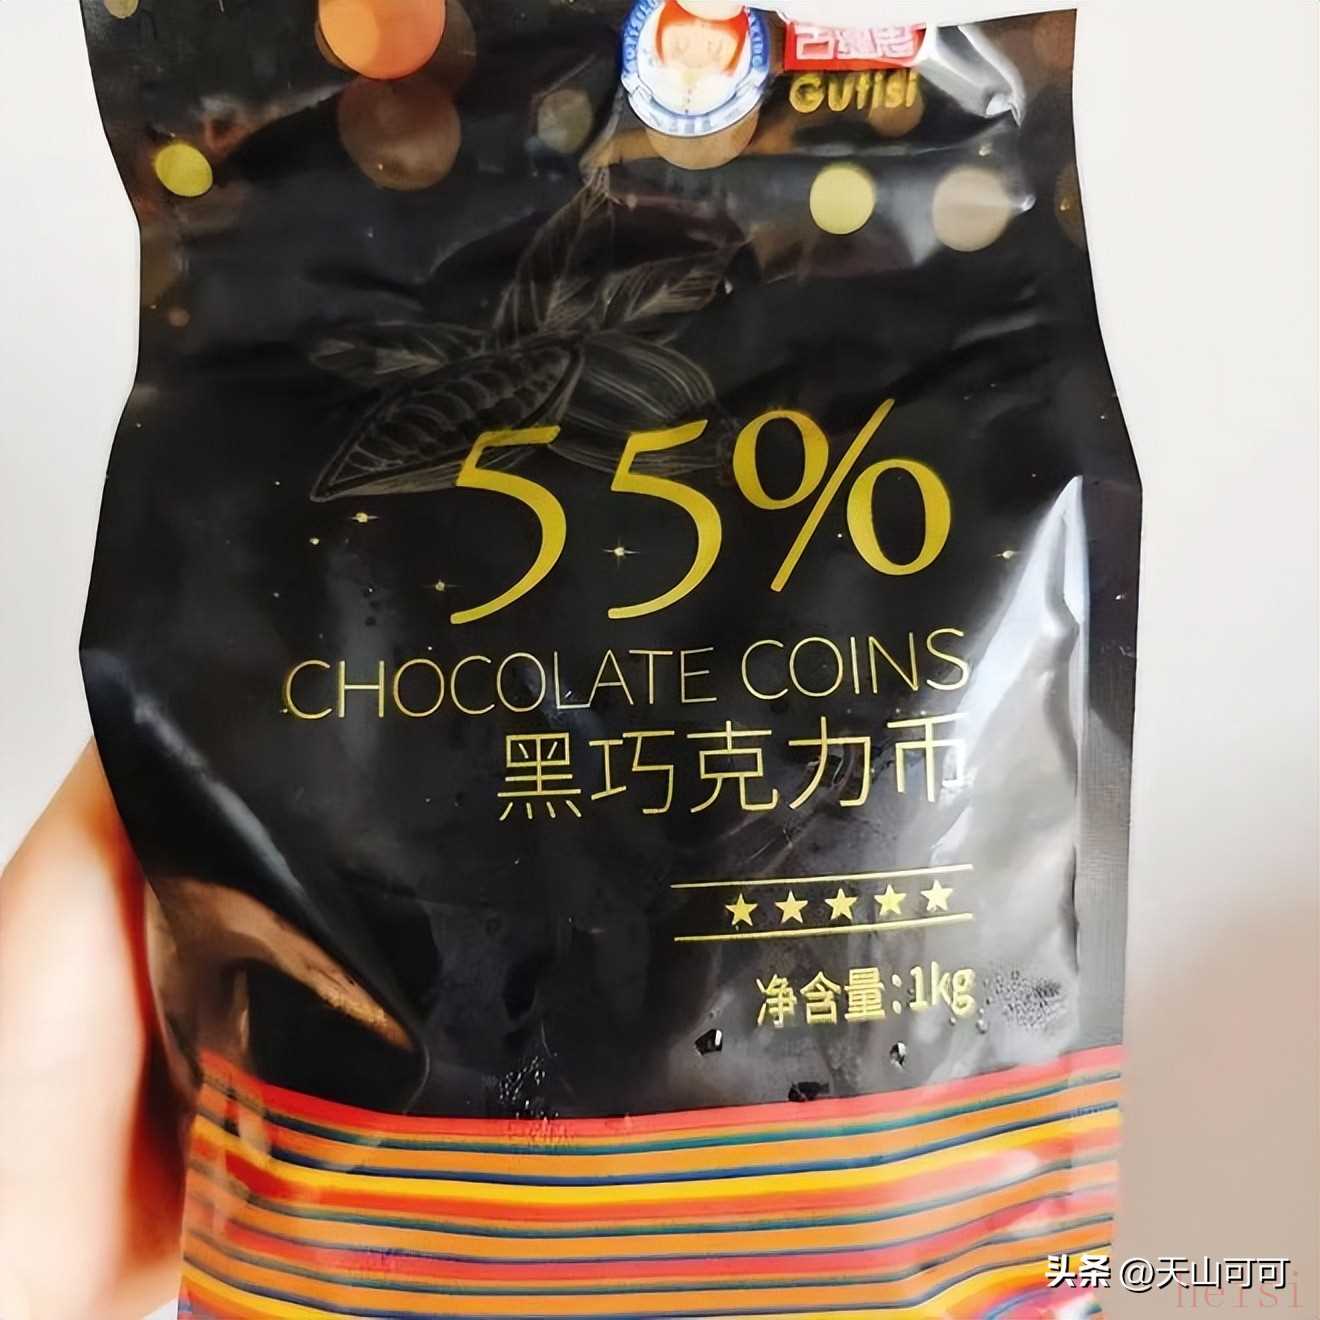 Gutisi
55%
CHOCOLATE COINS
黑巧克力币
净含量:1kg
头条 @天山可可
heisi